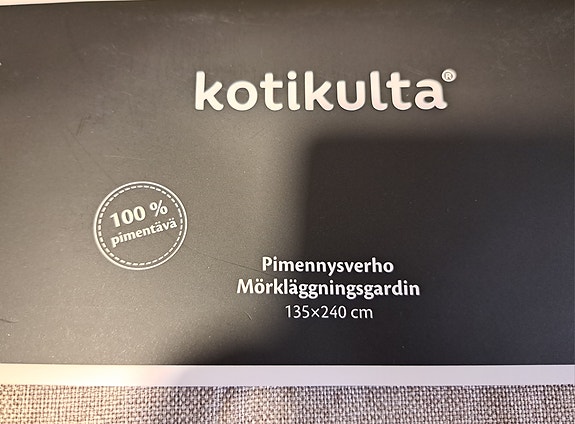 kotikulta®
100 %
pimentävä
Pimennysverho
Mörkläggningsgardin
135×240 cm